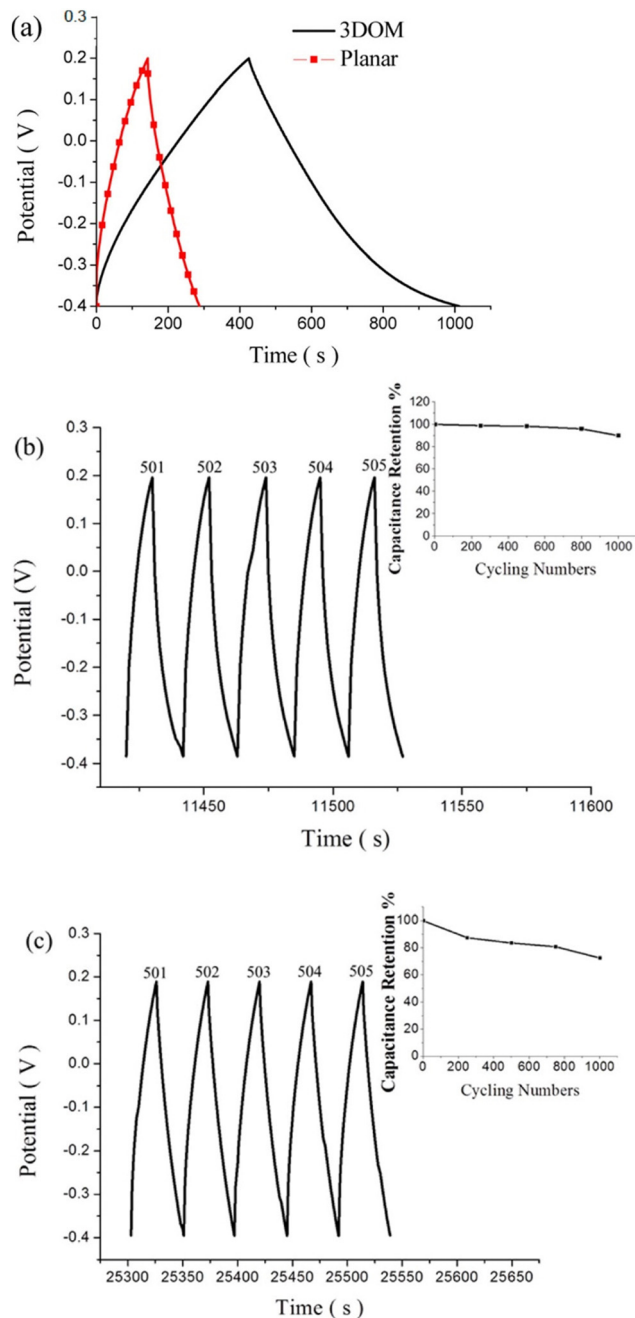 (a)
3DOM
Planar
0.3
0.2
0.1
0.0
-0.1
-0.2
-0.3
-0.4
Potential ( V )
0 200 400 600 800 1000
Time ( s )
(b)
0.3
0.2
0.1
0.0
-0.1
-0.2
-0.3
-0.4
Potential (V)
501 502 503 504 505
11450 11500 11550 11600
Time ( s)
120
100
80
60
40
20
0
Capacitance Retention %
0 200 400 600 800 1000
Cycling Numbers
(c)
0.3
0.2
0.1
0.0
-0.1
-0.2
-0.3
-0.4
Potential ( V )
501 502 503 504 505
25300 25350 25400 25450 25500 25550 25600 25650
Time ( s )
100
80
60
40
20
0
Capacitance Retention %
0 200 400 600 800 1000
Cycling Numbers